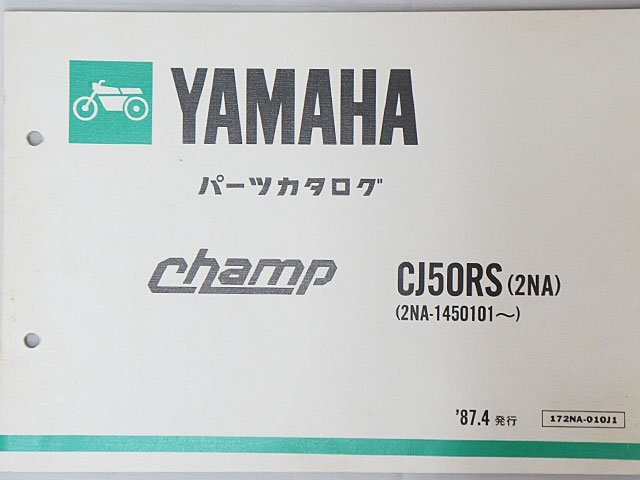 YAMAHA
パーツカタログ
champ CJ50RS (2NA)
(2NA-1450101〜)
'87.4 発行 172NA-010J1